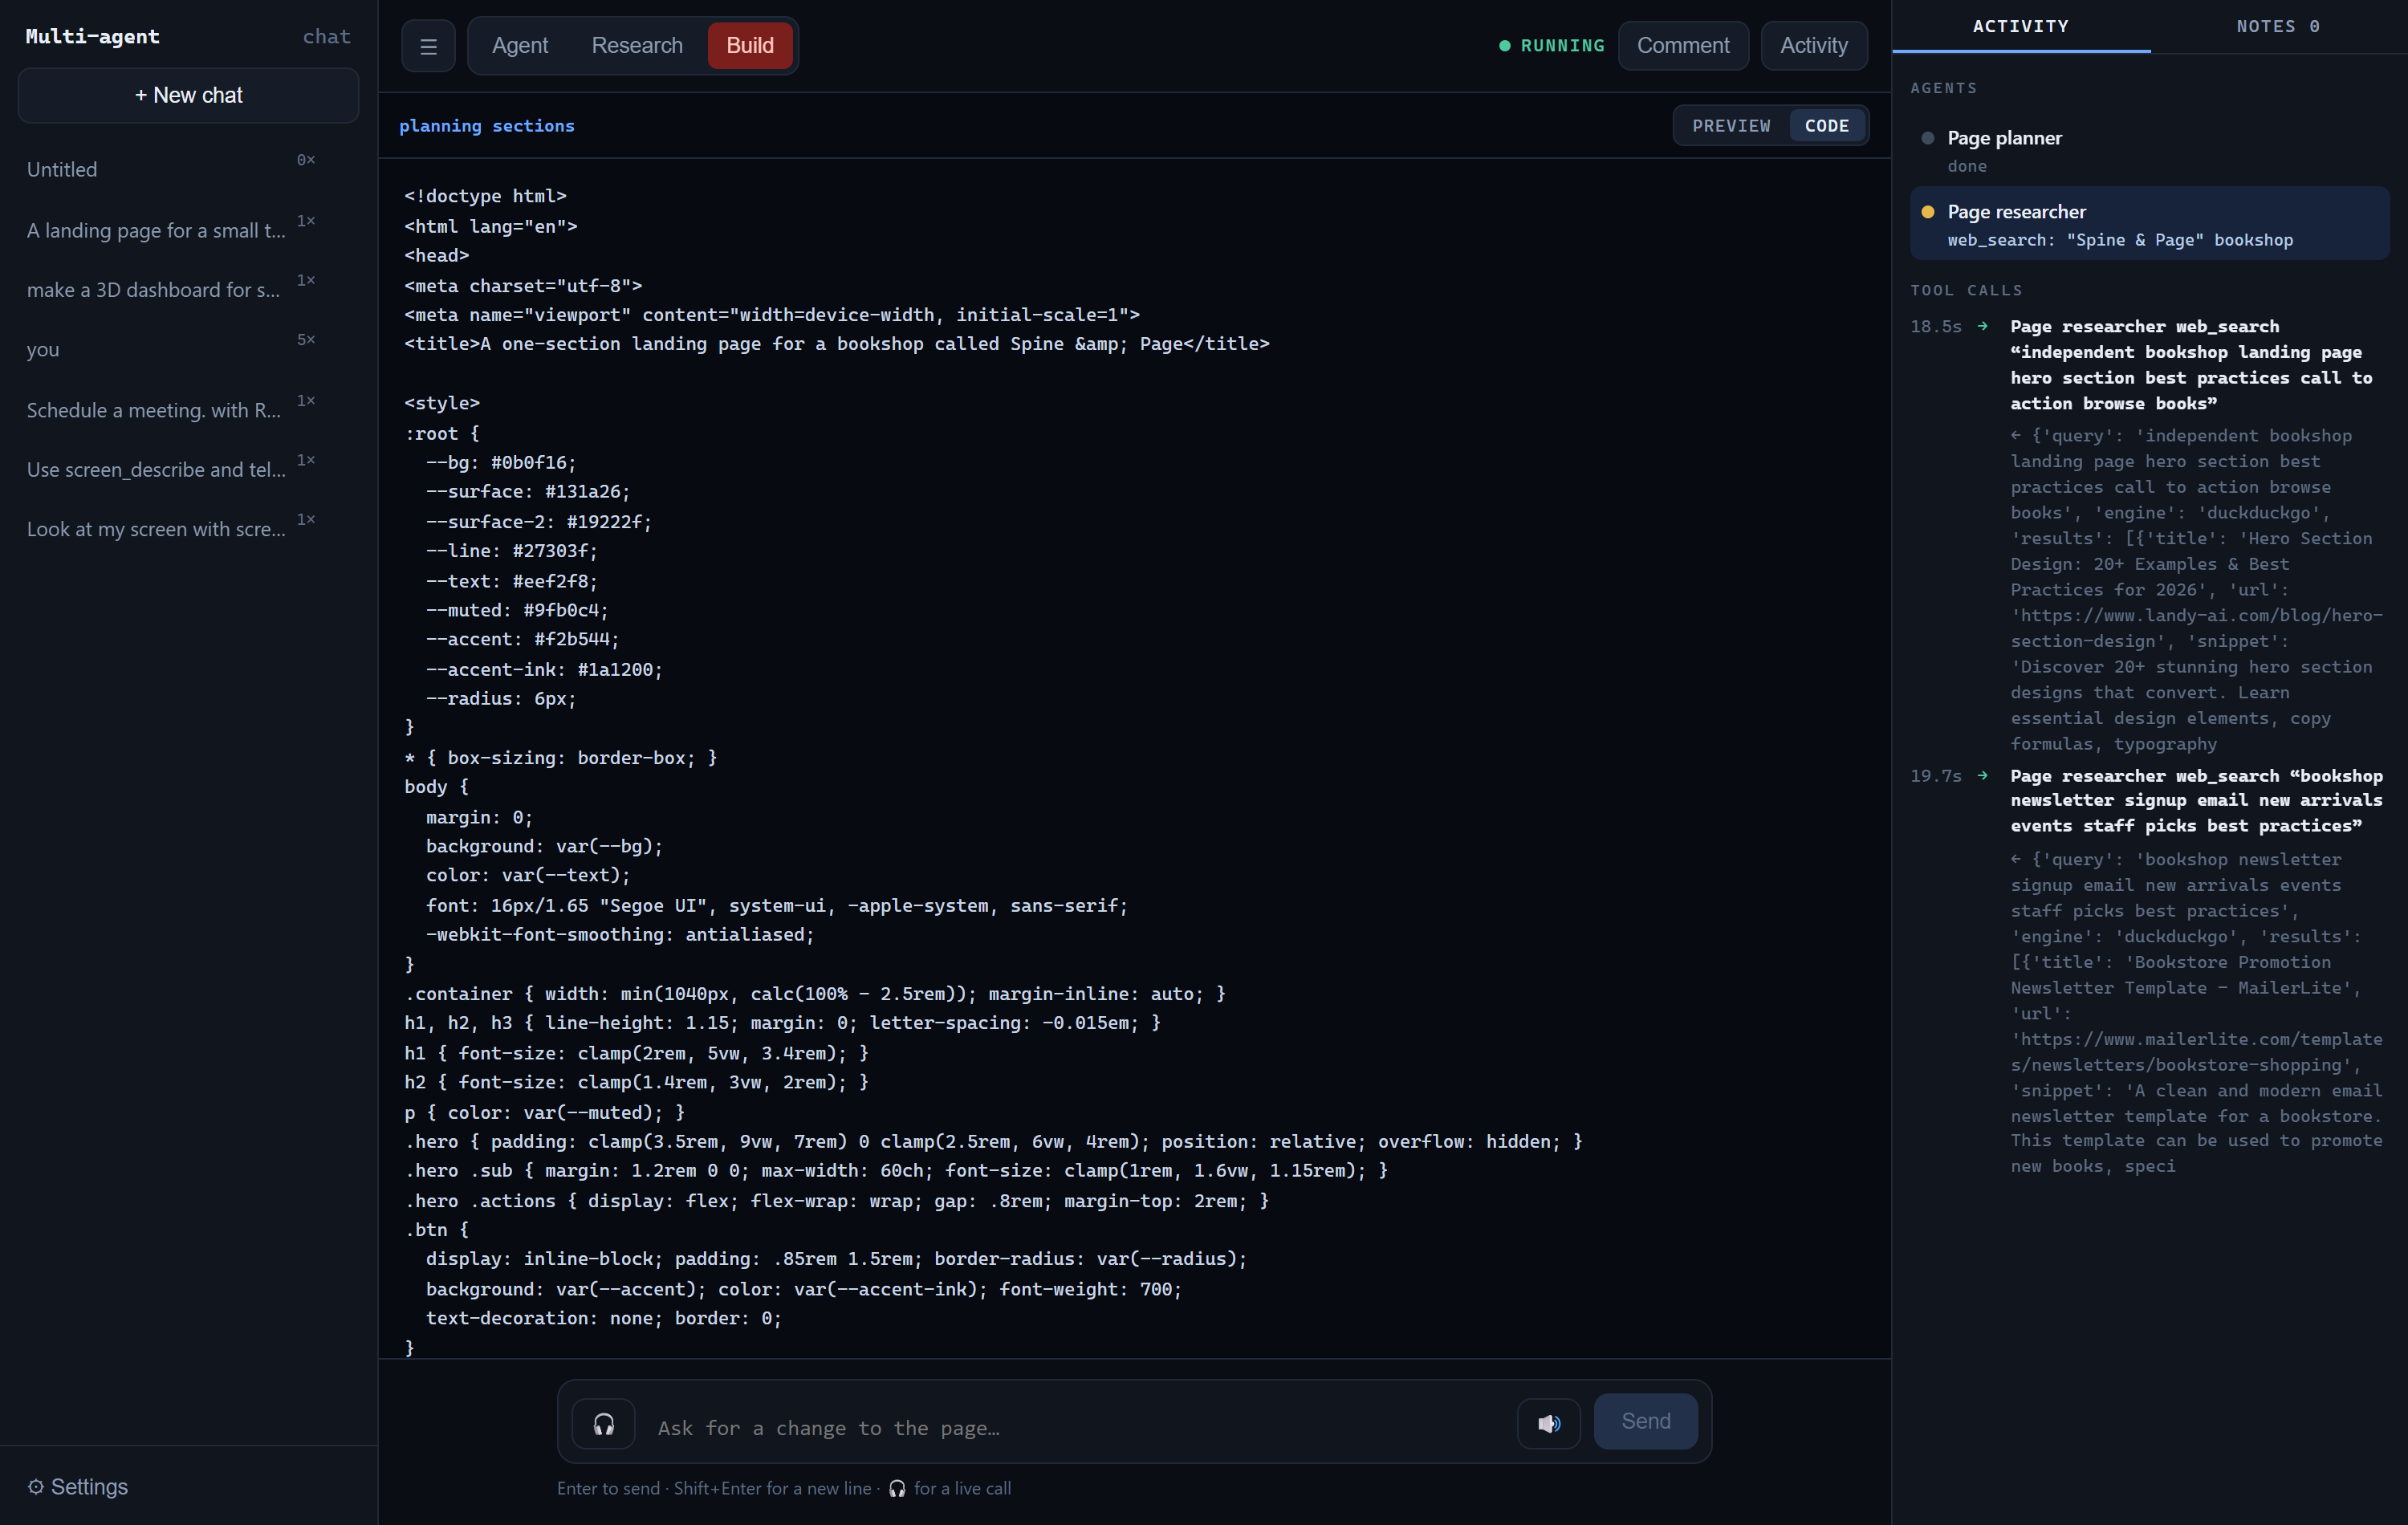 Multi-agent
chat
+ New chat
Untitled
0×
A landing page for a small t...
1×
make a 3D dashboard for s...
1×
you
5×
Schedule a meeting. with R...
1×
Use screen_describe and tel...
1×
Look at my screen with scre...
1×
⚙ Settings
☰
Agent
Research
Build
RUNNING
Comment
Activity
planning sections
PREVIEW
CODE
<!doctype html>
<html lang="en">
<head>
<meta charset="utf-8">
<meta name="viewport" content="width=device-width, initial-scale=1">
<title>A one-section landing page for a bookshop called Spine &amp; Page</title>
<style>
:root {
--bg: #0b0f16;
--surface: #131a26;
--surface-2: #19222f;
--line: #27303f;
--text: #eef2f8;
--muted: #9fb0c4;
--accent: #f2b544;
--accent-ink: #1a1200;
--radius: 6px;
}
* { box-sizing: border-box; }
body {
margin: 0;
background: var(--bg);
color: var(--text);
font: 16px/1.65 "Segoe UI", system-ui, -apple-system, sans-serif;
-webkit-font-smoothing: antialiased;
}
.container { width: min(1040px, calc(100% - 2.5rem)); margin-inline: auto; }
h1, h2, h3 { line-height: 1.15; margin: 0; letter-spacing: -0.015em; }
h1 { font-size: clamp(2rem, 5vw, 3.4rem); }
h2 { font-size: clamp(1.4rem, 3vw, 2rem); }
p { color: var(--muted); }
.hero { padding: clamp(3.5rem, 9vw, 7rem) 0 clamp(2.5rem, 6vw, 4rem); position: relative; overflow: hidden; }
.hero .sub { margin: 1.2rem 0 0; max-width: 60ch; font-size: clamp(1rem, 1.6vw, 1.15rem); }
.hero .actions { display: flex; flex-wrap: wrap; gap: .8rem; margin-top: 2rem; }
.btn {
display: inline-block; padding: .85rem 1.5rem; border-radius: var(--radius);
background: var(--accent); color: var(--accent-ink); font-weight: 700;
text-decoration: none; border: 0;
}
Ask for a change to the page…
Send
Enter to send · Shift+Enter for a new line · 🎧 for a live call
ACTIVITY
NOTES 0
AGENTS
Page planner
done
Page researcher
web_search: "Spine & Page" bookshop
TOOL CALLS
18.5s → Page researcher web_search
“independent bookshop landing page
hero section best practices call to
action browse books”
← {'query': 'independent bookshop
landing page hero section best
practices call to action browse
books', 'engine': 'duckduckgo',
'results': [{'title': 'Hero Section
Design: 20+ Examples & Best
Practices for 2026', 'url':
'https://www.landy-ai.com/blog/hero-
section-design', 'snippet':
'Discover 20+ stunning hero section
designs that convert. Learn
essential design elements, copy
formulas, typography
19.7s → Page researcher web_search “bookshop
newsletter signup email new arrivals
events staff picks best practices”
← {'query': 'bookshop newsletter
signup email new arrivals events
staff picks best practices',
'engine': 'duckduckgo', 'results':
[{'title': 'Bookstore Promotion
Newsletter Template - MailerLite',
'url':
'https://www.mailerlite.com/template
s/newsletters/bookstore-shopping',
'snippet': 'A clean and modern email
newsletter template for a bookstore.
This template can be used to promote
new books, speci